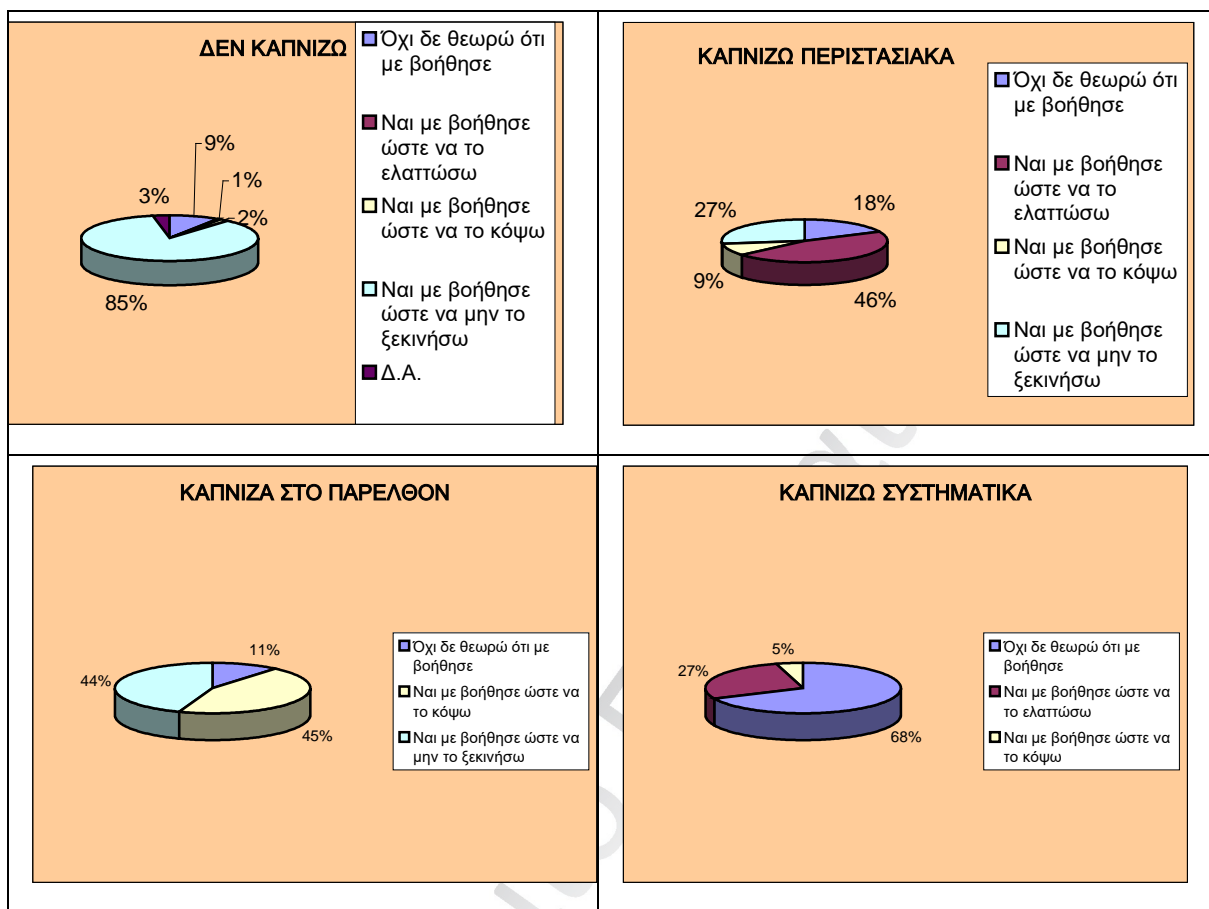 ΔΕΝ ΚΑΠΝΙΖΩ
9%
1%
2%
3%
85%
Όχι δε θεωρώ ότι
με βοήθησε
Ναι με βοήθησε
ώστε να το
ελαττώσω
Ναι με βοήθησε
ώστε να το κόψω
Ναι με βοήθησε
ώστε να μην το
ξεκινήσω
Δ.Α.
ΚΑΠΝΙΖΩ ΠΕΡΙΣΤΑΣΙΑΚΑ
27%
18%
9%
46%
Όχι δε θεωρώ ότι
με βοήθησε
Ναι με βοήθησε
ώστε να το
ελαττώσω
Ναι με βοήθησε
ώστε να το κόψω
Ναι με βοήθησε
ώστε να μην το
ξεκινήσω
ΚΑΠΝΙΖΑ ΣΤΟ ΠΑΡΕΛΘΟΝ
11%
44%
45%
Όχι δε θεωρώ ότι με
βοήθησε
Ναι με βοήθησε ώστε να
το κόψω
Ναι με βοήθησε ώστε να
μην το ξεκινήσω
ΚΑΠΝΙΖΩ ΣΥΣΤΗΜΑΤΙΚΑ
5%
27%
68%
Όχι δε θεωρώ ότι με
βοήθησε
Ναι με βοήθησε ώστε να
το ελαττώσω
Ναι με βοήθησε ώστε να
το κόψω